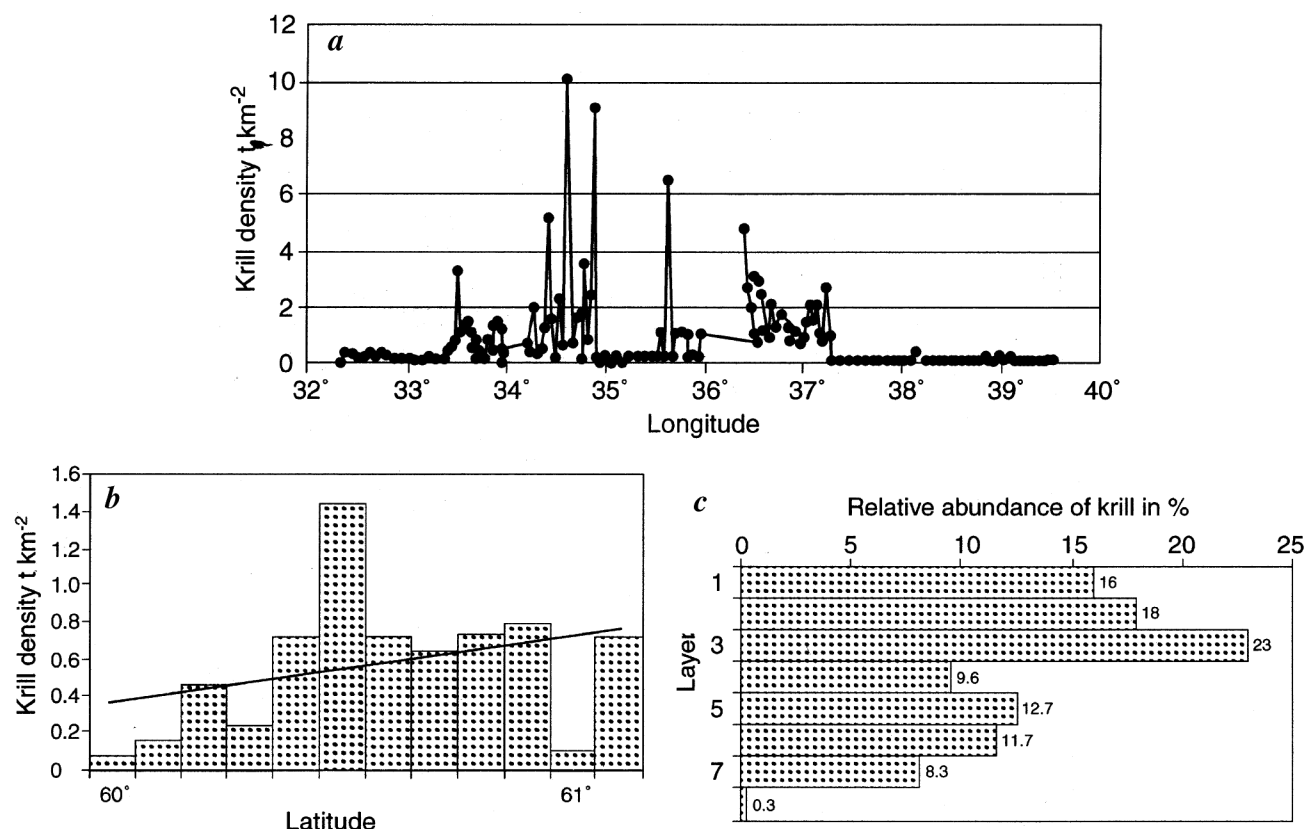 a
12
10
8
6
4
2
0
Krill density t km-2
32° 33° 34° 35° 36° 37° 38° 39° 40°
Longitude
b
1.6
1.4
1.2
1.0
0.8
0.6
0.4
0.2
0
Krill density t km-2
60° 61°
Latitude
c
Relative abundance of krill in %
0 5 10 15 20 25
Layer
1 16
18
3 23
9.6
5 12.7
11.7
7 8.3
0.3